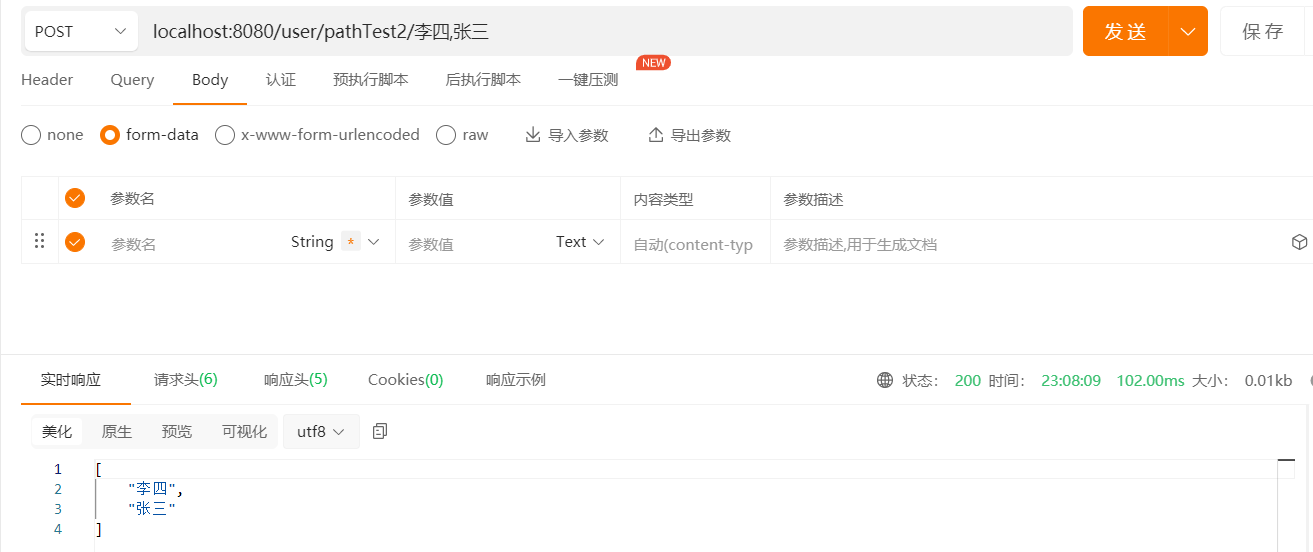 POST localhost:8080/user/pathTest2/李四,张三 发送 保存
NEW
Header Query Body 认证 预执行脚本 后执行脚本 一键压测
none form-data x-www-form-urlencoded raw 导入参数 导出参数
参数名 参数值 内容类型 参数描述
参数名 String * 参数值 Text 自动(content-typ 参数描述,用于生成文档
实时响应 请求头(6) 响应头(5) Cookies(0) 响应示例 状态: 200 时间: 23:08:09 102.00ms 大小: 0.01kb
美化 原生 预览 可视化 utf8
1 [
2 "李四",
3 "张三"
4 ]